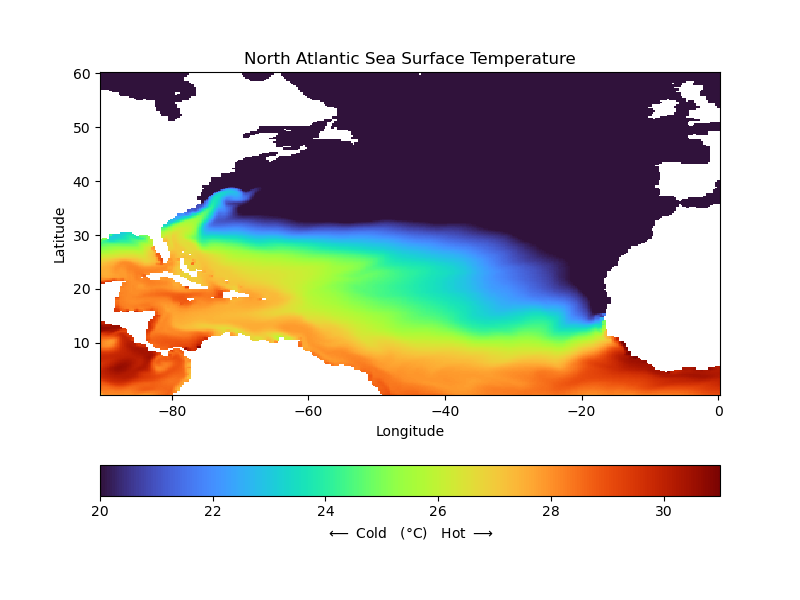 North Atlantic Sea Surface Temperature
60
50
40
30
20
10
Latitude
−80 −60 −40 −20 0
Longitude
20 22 24 26 28 30
⟵ Cold (°C) Hot ⟶